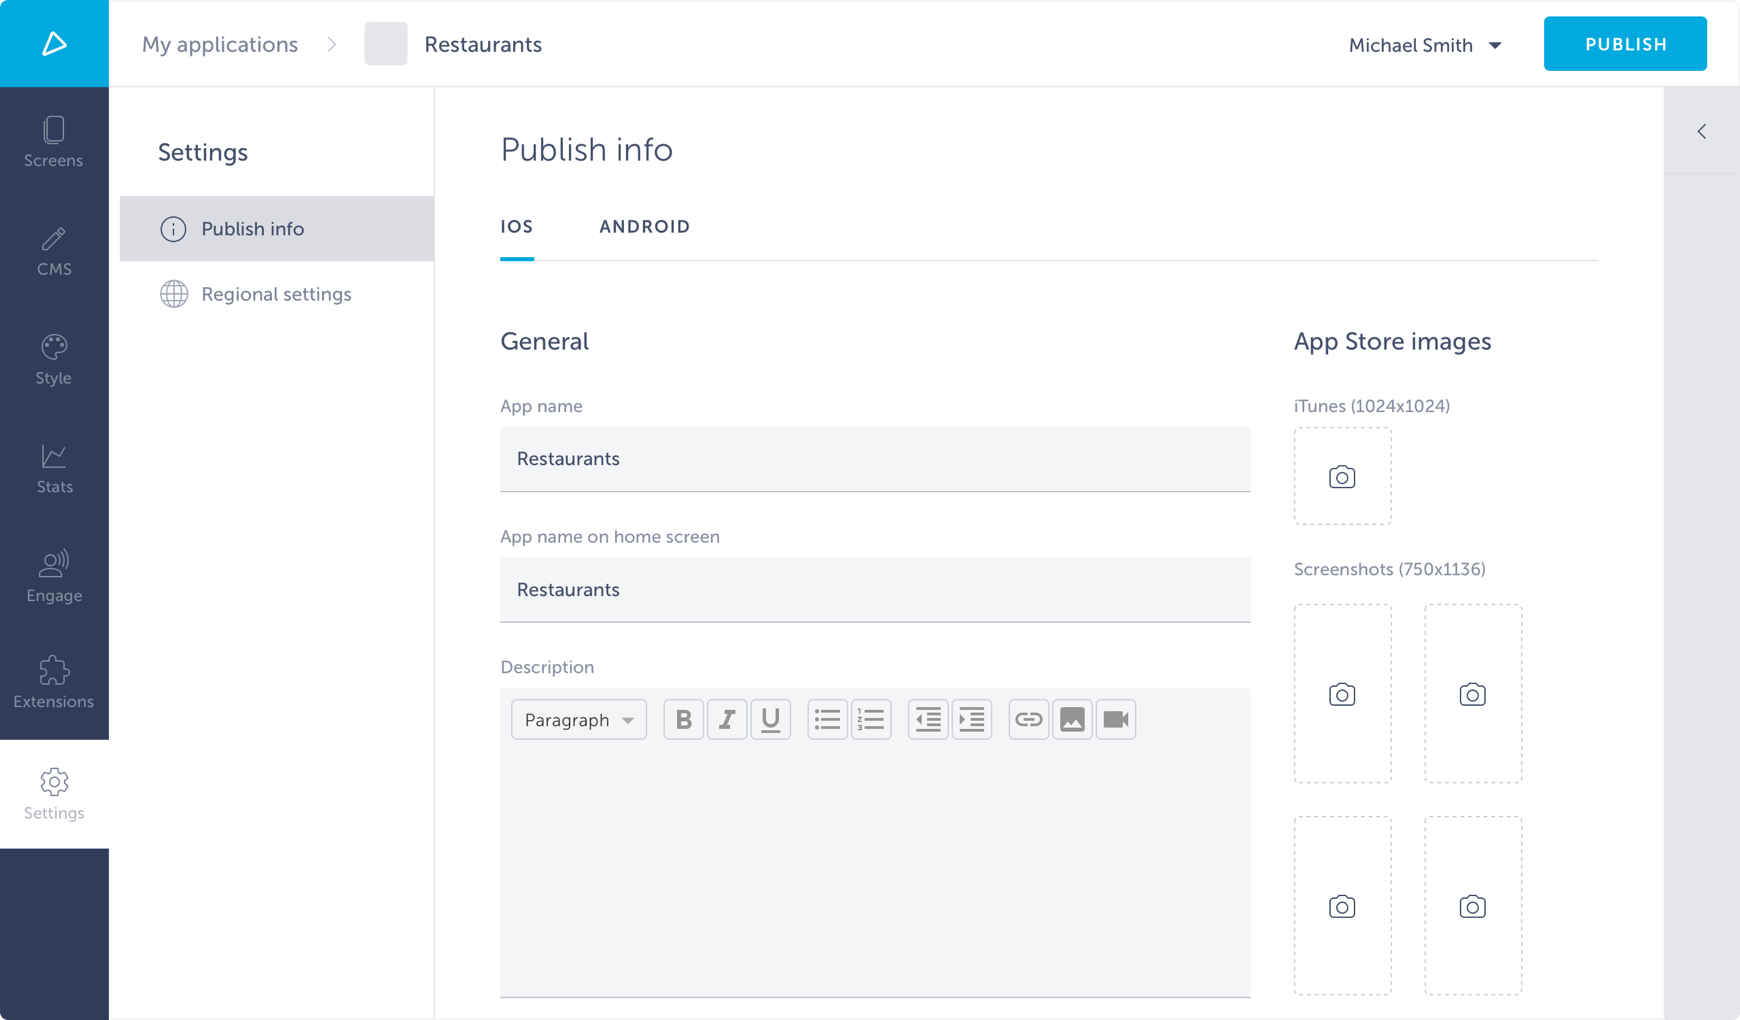 My applications
Restaurants
Michael Smith
PUBLISH
Screens
CMS
Style
Stats
Engage
Extensions
Settings
Settings
Publish info
Regional settings
Publish info
IOS
ANDROID
General
App name
Restaurants
App name on home screen
Restaurants
Description
Paragraph
B I U
App Store images
iTunes (1024x1024)
Screenshots (750x1136)